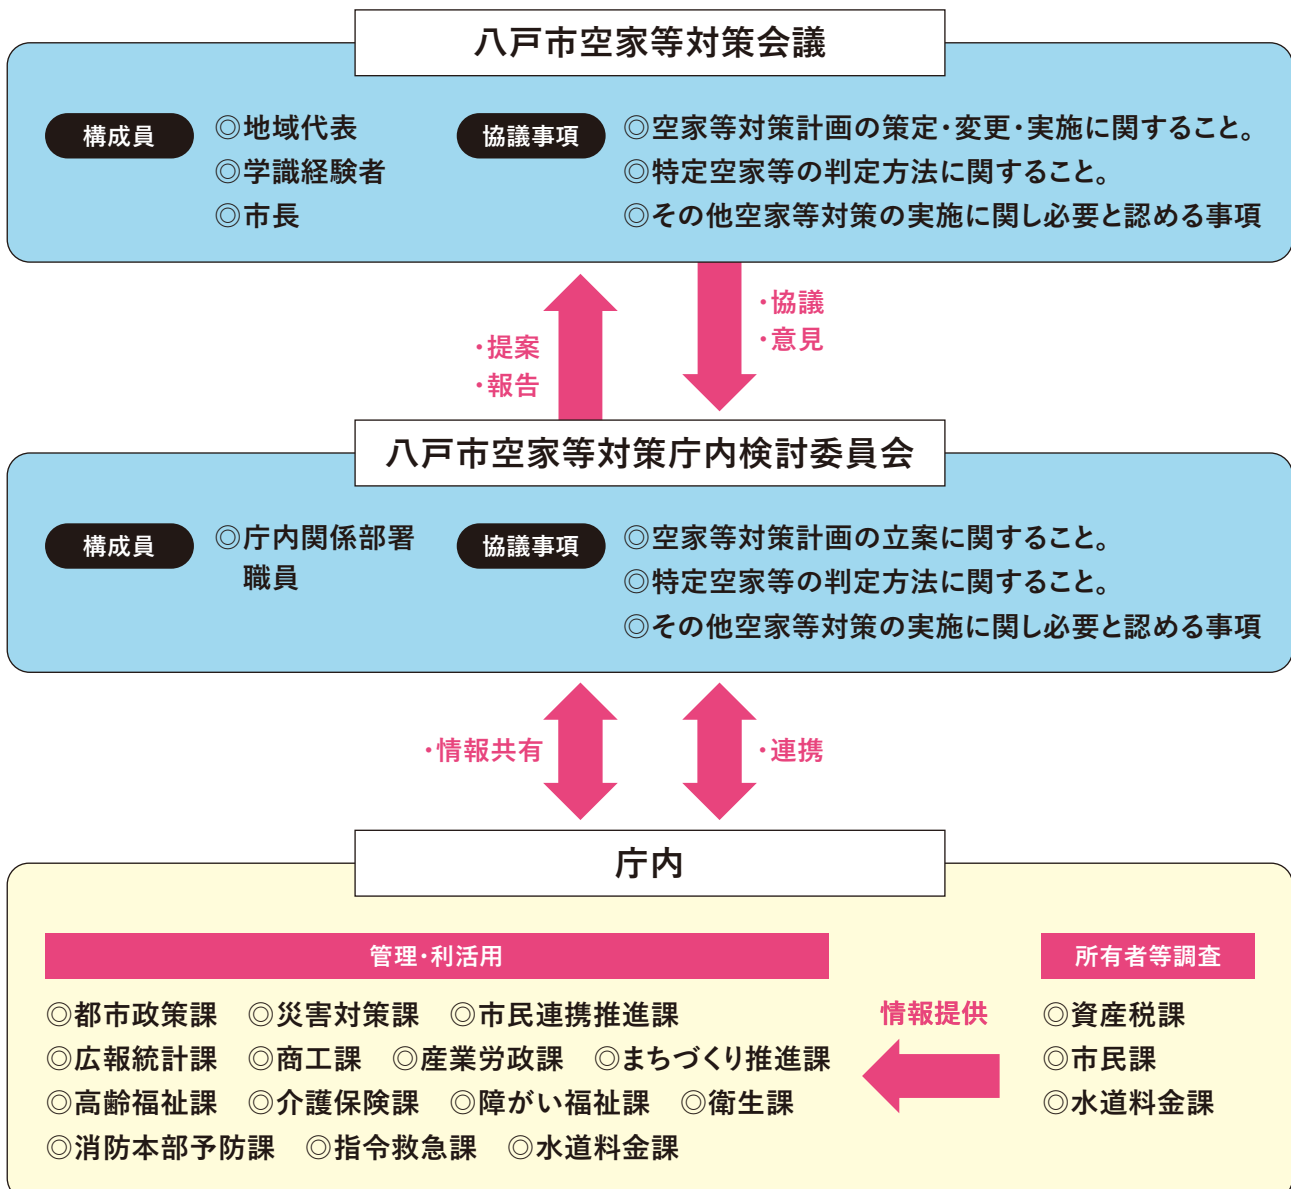 八戸市空家等対策会議
構成員
◎地域代表
◎学識経験者
◎市長
協議事項
◎空家等対策計画の策定・変更・実施に関すること。
◎特定空家等の判定方法に関すること。
◎その他空家等対策の実施に関し必要と認める事項
・提案
・報告
・協議
・意見
八戸市空家等対策庁内検討委員会
構成員
◎庁内関係部署
職員
協議事項
◎空家等対策計画の立案に関すること。
◎特定空家等の判定方法に関すること。
◎その他空家等対策の実施に関し必要と認める事項
・情報共有
・連携
庁内
管理・利活用
◎都市政策課 ◎災害対策課 ◎市民連携推進課
◎広報統計課 ◎商工課 ◎産業労政課 ◎まちづくり推進課
◎高齢福祉課 ◎介護保険課 ◎障がい福祉課 ◎衛生課
◎消防本部予防課 ◎指令救急課 ◎水道料金課
情報提供
所有者等調査
◎資産税課
◎市民課
◎水道料金課